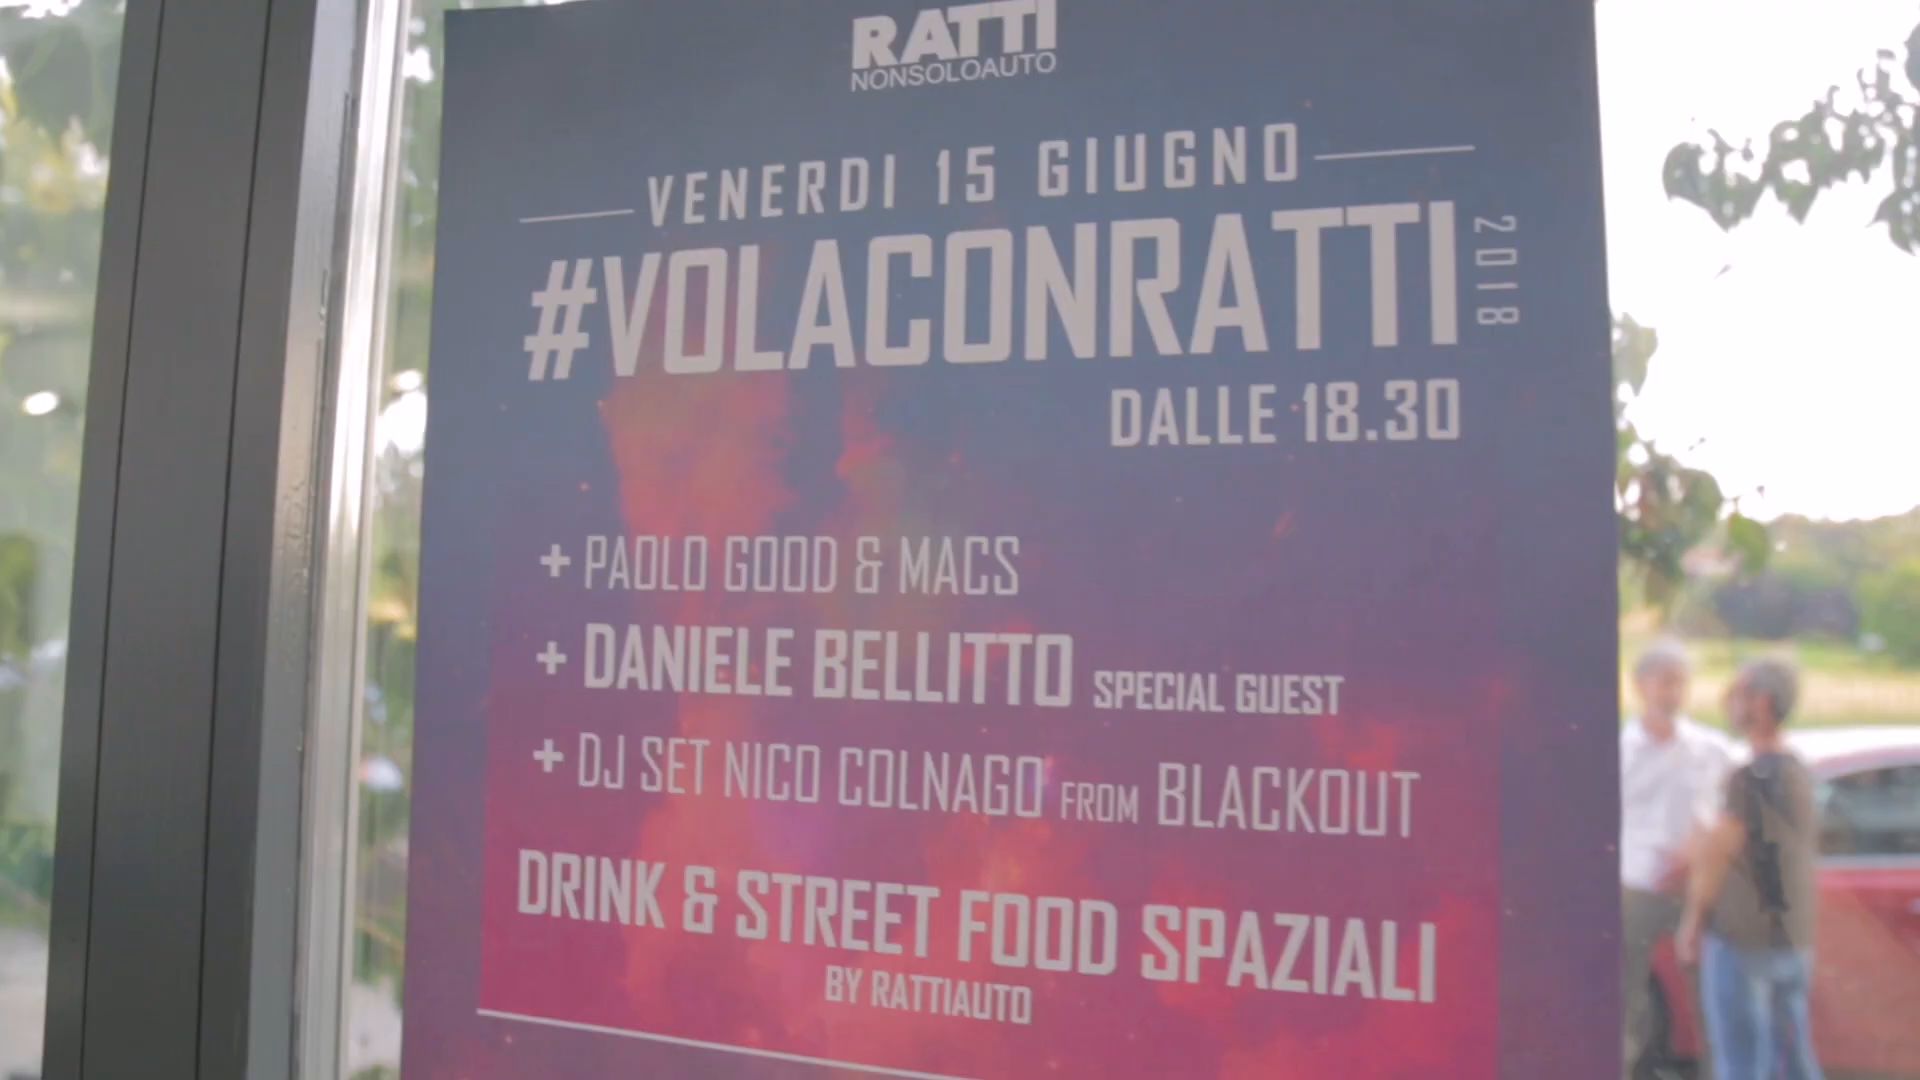 RATTI
NONSOLOAUTO
VENERDI 15 GIUGNO
#VOLACONRATTI
2018
DALLE 18.30
+ PAOLO GOOD & MACS
+ DANIELE BELLITTO SPECIAL GUEST
+ DJ SET NICO COLNAGO FROM BLACKOUT
DRINK & STREET FOOD SPAZIALI
BY RATTIAUTO